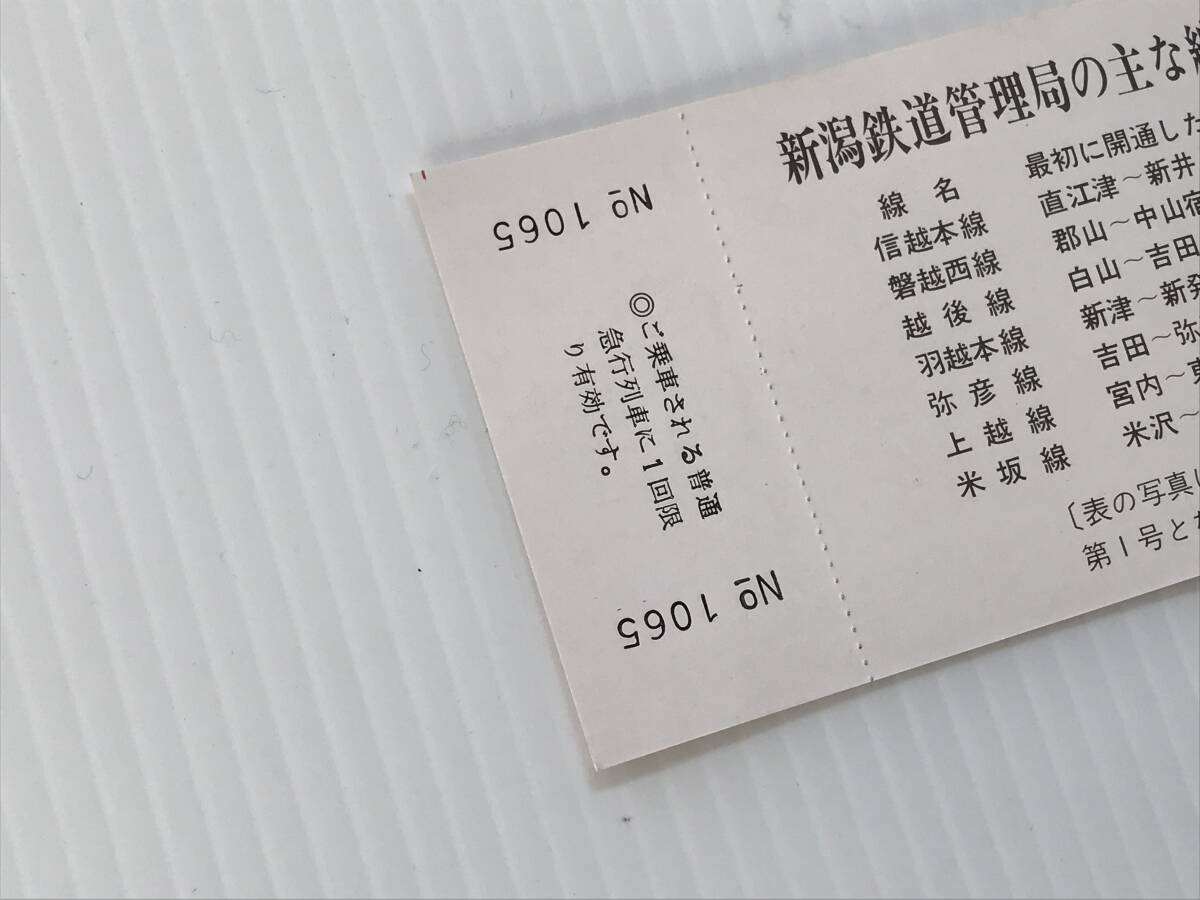 № 1065
◎ご乗車される普通
急行列車に1回限
り有効です。
№ 1065
新潟鉄道管理局の主な
線名 最初に開通した
信越本線 直江津～新井
磐越西線 郡山～中山宿
越後線 白山～吉田
羽越本線 新津～新発
弥彦線 吉田～弥
上越線 宮内～東
米坂線 米沢～
〔表の写真は
第1号とな